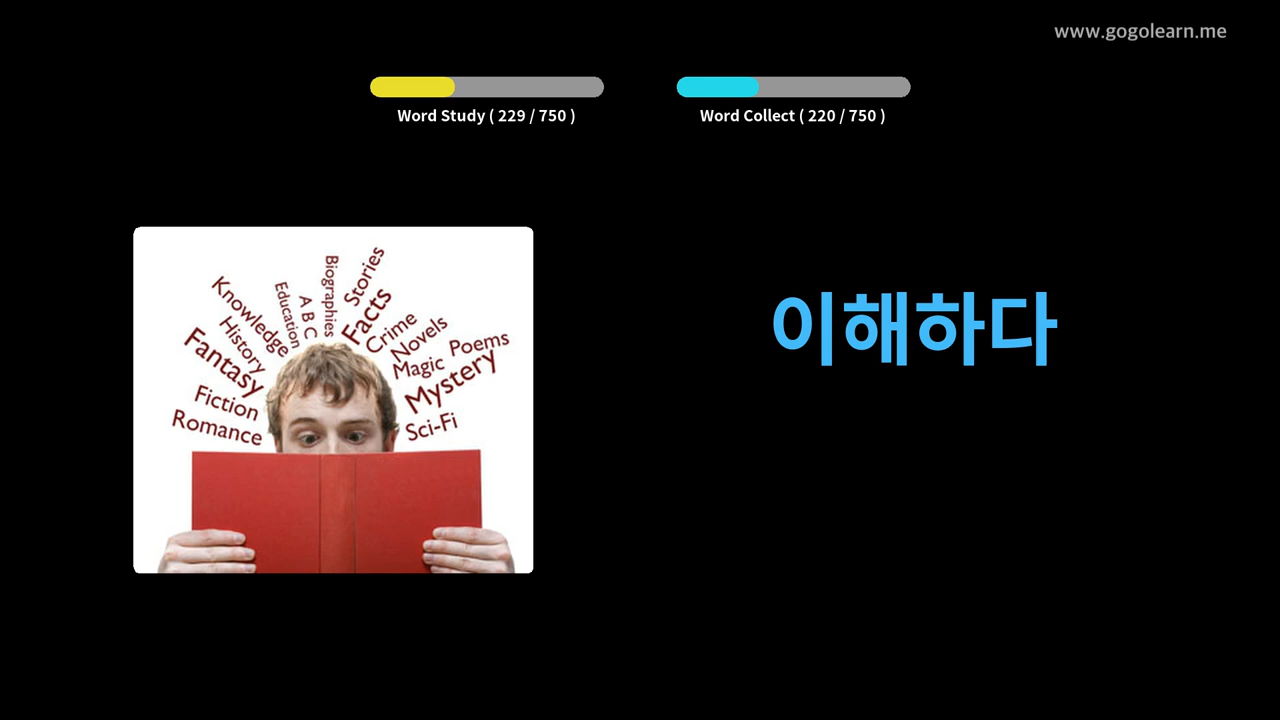 www.gogolearn.me
Word Study ( 229 / 750 )
Word Collect ( 220 / 750 )
Knowledge
Education
A B C
Biographies
Stories
Facts
Crime
Novels
Poems
Magic
Mystery
Sci-Fi
History
Fantasy
Fiction
Romance
이해하다